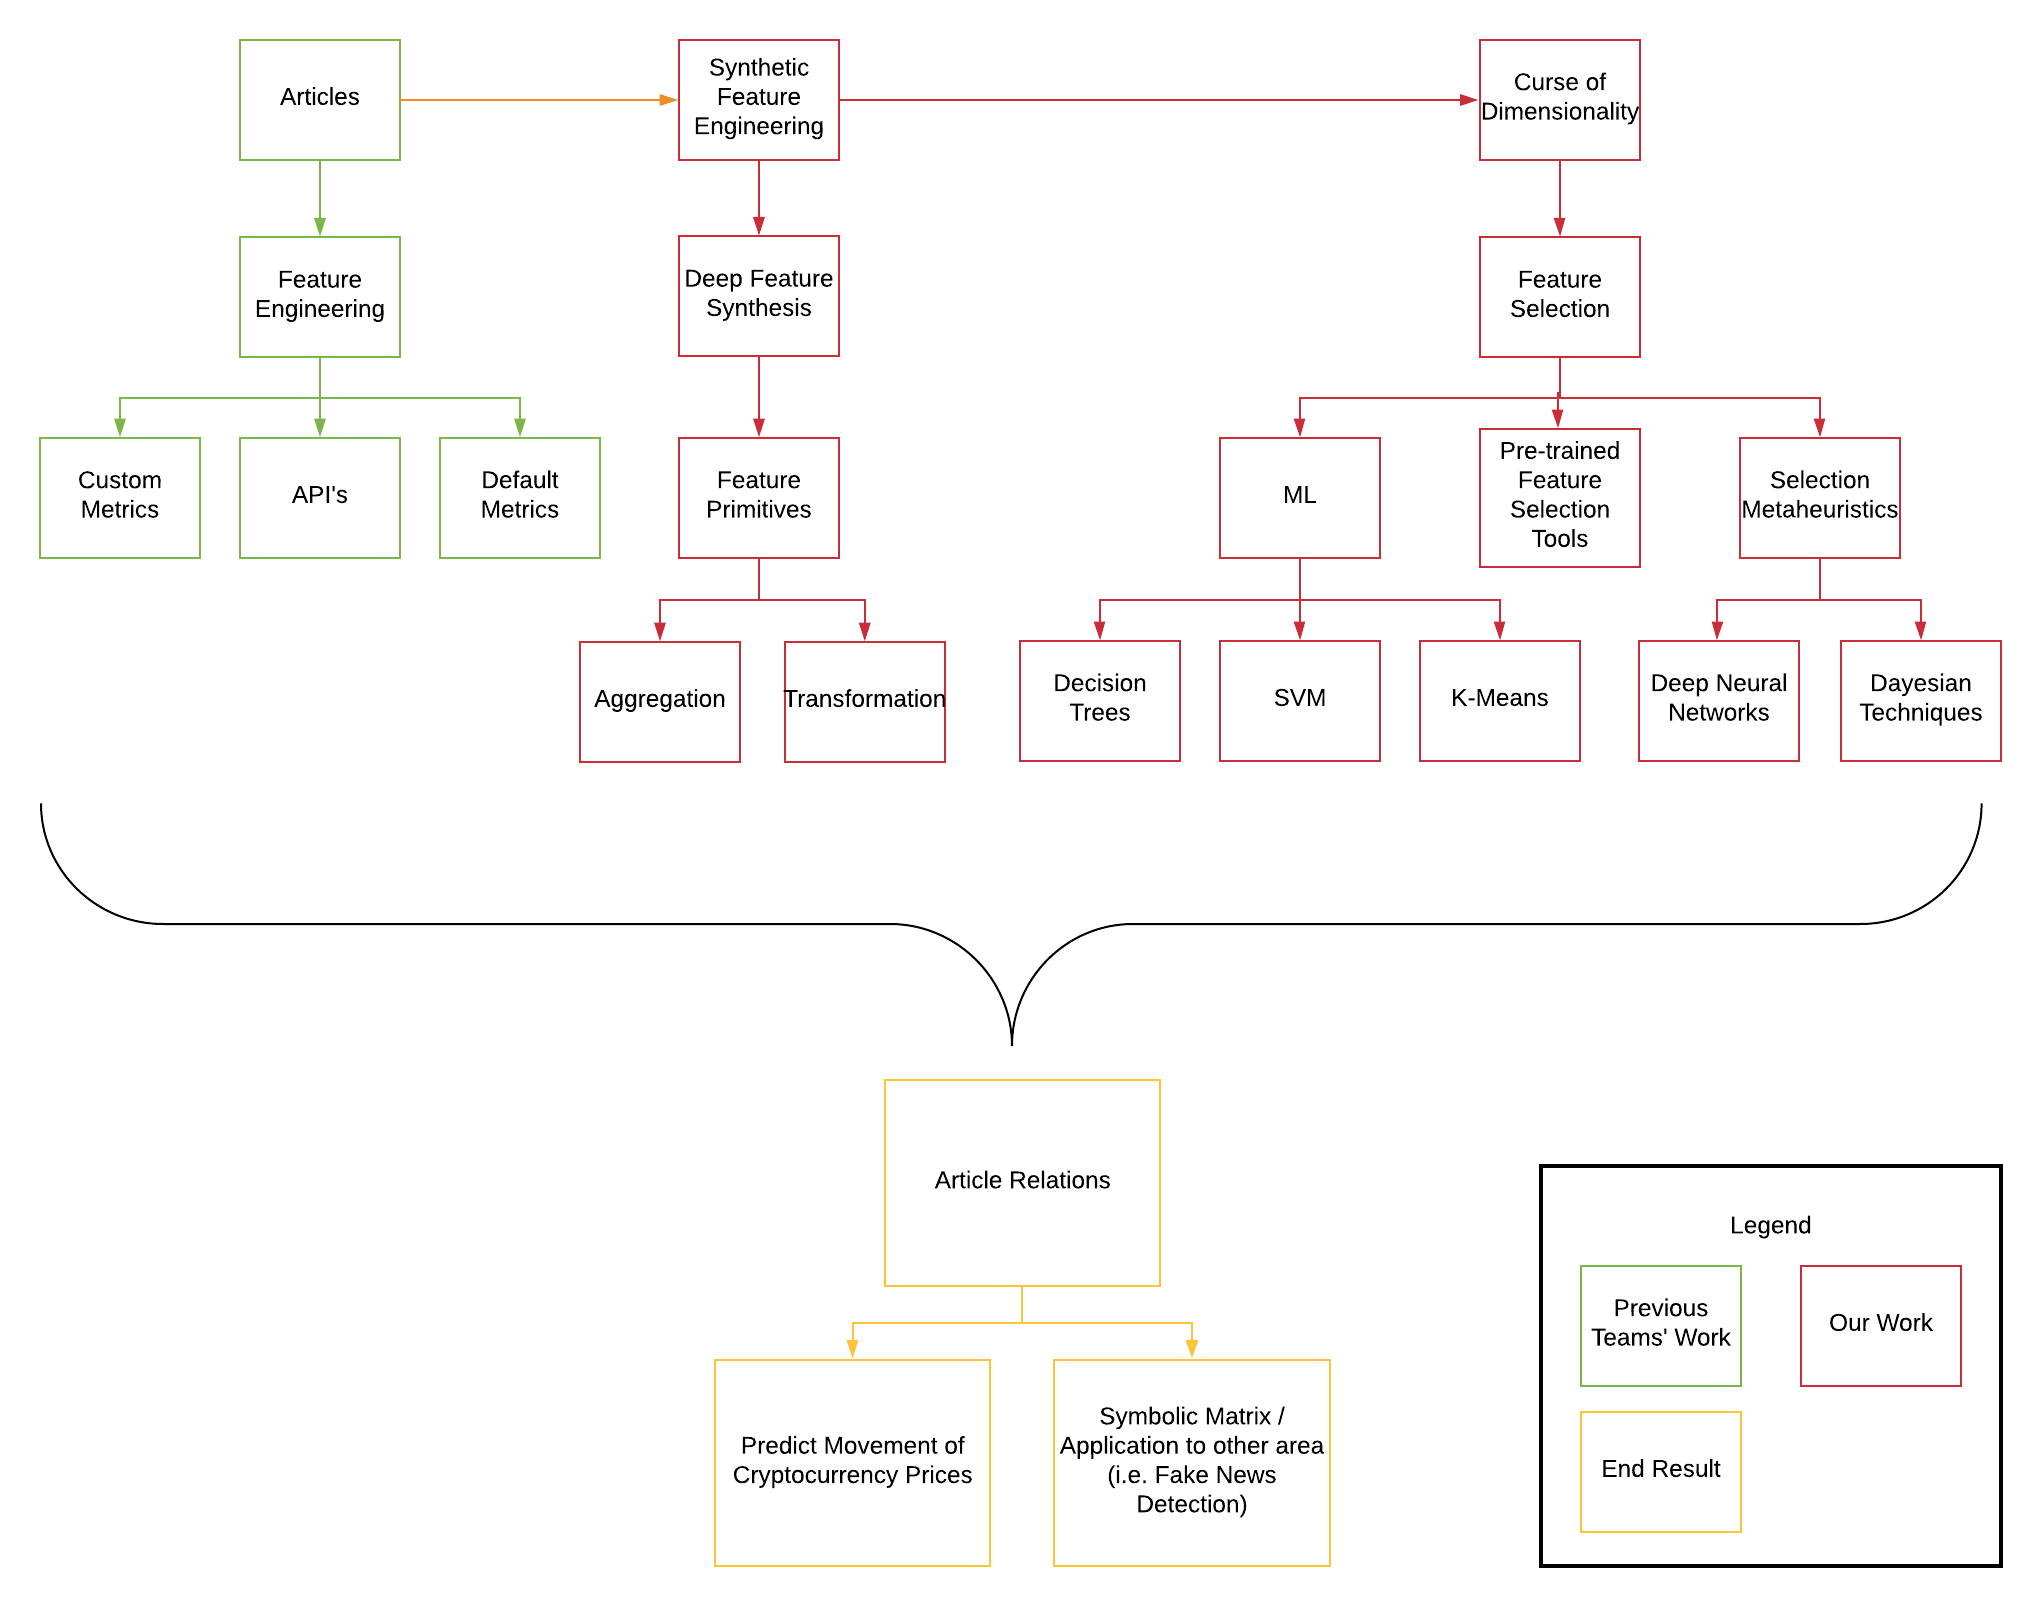 Articles
Synthetic
Feature
Engineering
Curse of
Dimensionality
Feature
Engineering
Deep Feature
Synthesis
Feature
Selection
Custom
Metrics
API's
Default
Metrics
Feature
Primitives
ML
Pre-trained
Feature
Selection
Tools
Selection
Metaheuristics
Aggregation
Transformation
Decision
Trees
SVM
K-Means
Deep Neural
Networks
Dayesian
Techniques
Article Relations
Predict Movement of
Cryptocurrency Prices
Symbolic Matrix /
Application to other area
(i.e. Fake News
Detection)
Legend
Previous
Teams' Work
Our Work
End Result